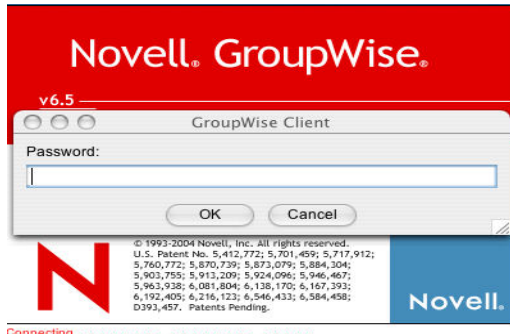 Novell® GroupWise®
v6.5
GroupWise Client
Password:
OK Cancel
© 1993-2004 Novell, Inc. All rights reserved.
U.S. Patent No. 5,412,772; 5,701,459; 5,717,912;
5,760,772; 5,870,739; 5,873,079; 5,884,304;
5,903,755; 5,913,209; 5,924,096; 5,946,467;
5,963,938; 6,081,804; 6,138,170; 6,167,393;
6,192,405; 6,216,123; 6,546,433; 6,584,458;
D393,457. Patents Pending.
N
Novell®
Connecting